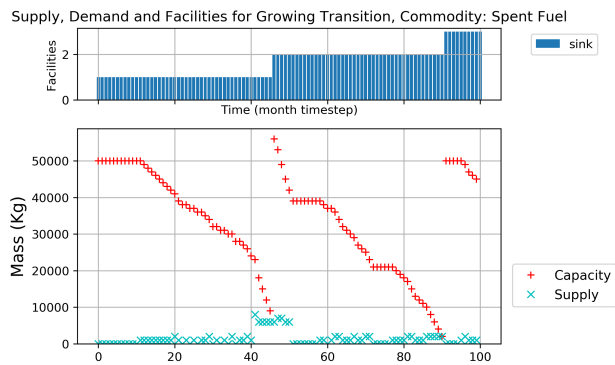 Supply, Demand and Facilities for Growing Transition, Commodity: Spent Fuel
Facilities
2
0
sink
Time (month timestep)
Mass (Kg)
50000
40000
30000
20000
10000
0
0 20 40 60 80 100
Capacity
Supply